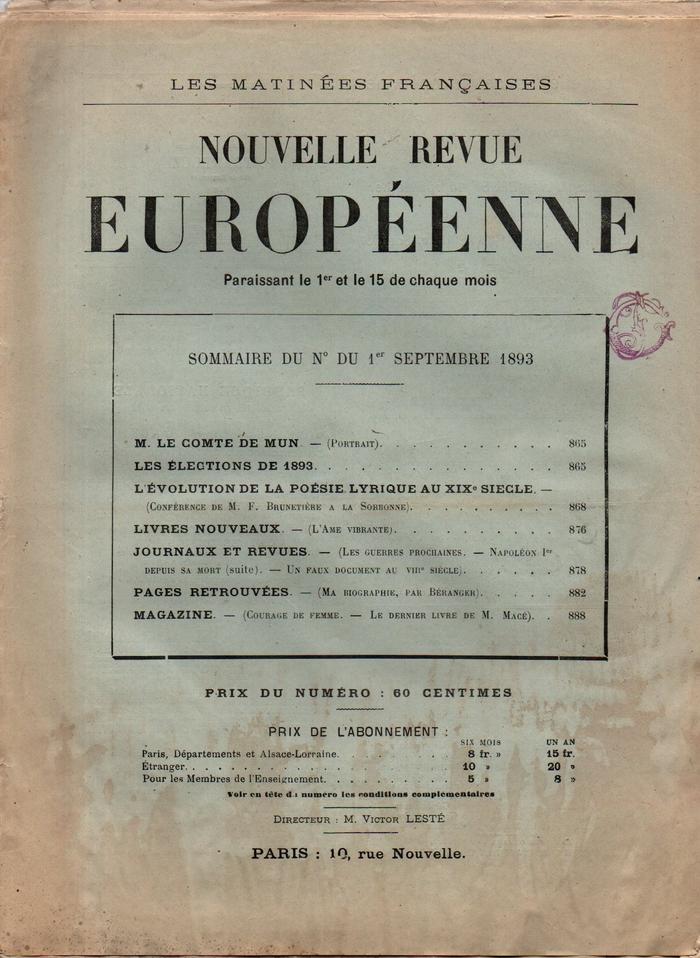 LES MATINÉES FRANÇAISES
NOUVELLE REVUE
EUROPÉENNE
Paraissant le 1er et le 15 de chaque mois
SOMMAIRE DU N° DU 1er SEPTEMBRE 1893
M. LE COMTE DE MUN. — (Portrait). . . . . . . . . . . 865
LES ÉLECTIONS DE 1893. . . . . . . . . . . . . . 865
L'ÉVOLUTION DE LA POÉSIE LYRIQUE AU XIXe SIECLE. —
(Conférence de M. F. Brunetière a la Sorbonne). . . . . . . . . 868
LIVRES NOUVEAUX. — (L'Ame vibrante). . . . . . . . . . 876
JOURNAUX ET REVUES. — (Les guerres prochaines. — Napoléon Ier
depuis sa mort (suite). — Un faux document au VIIIe siècle). . . . . . 878
PAGES RETROUVÉES. — (Ma biographie, par Béranger). . . . . 882
MAGAZINE. — (Courage de femme. — Le dernier livre de M. Macé). . 888
PRIX DU NUMÉRO : 60 CENTIMES
PRIX DE L'ABONNEMENT :
SIX MOIS UN AN
Paris, Départements et Alsace-Lorraine. . . . . 8 fr. » 15 fr.
Étranger. . . . . . . . . . . . . 10 » 20 »
Pour les Membres de l'Enseignement. . . . . . . . 5 » 8 »
Voir en tête du numéro les conditions complémentaires
Directeur : M. Victor LESTÉ
PARIS : 10, rue Nouvelle.